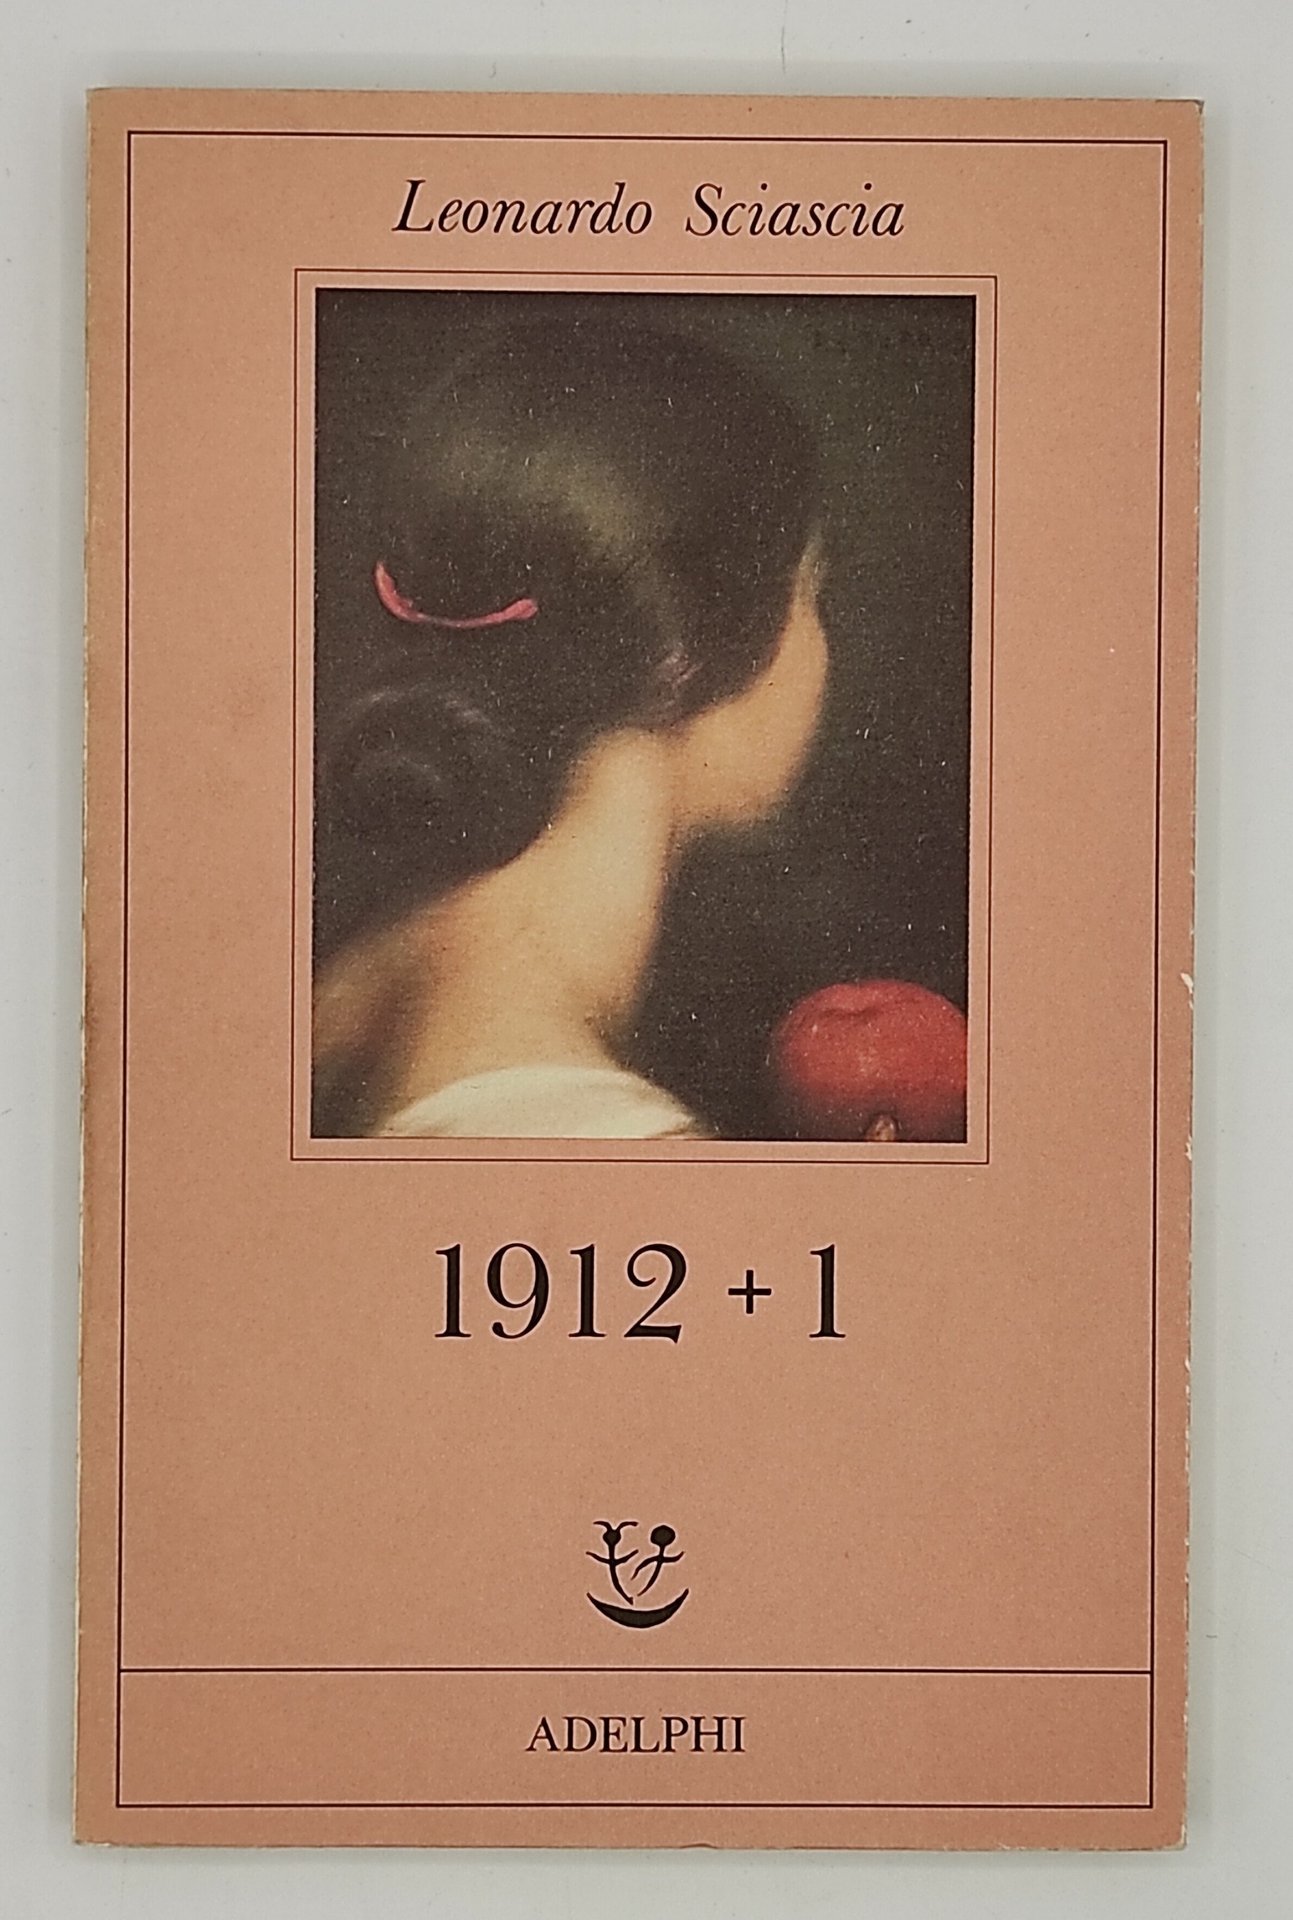 Leonardo Sciascia
1912 + 1
ADELPHI